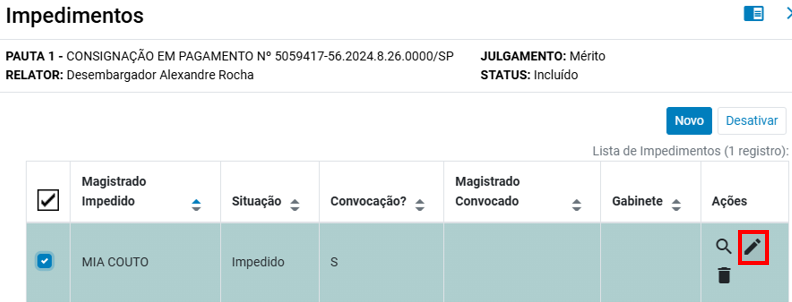 Impedimentos
PAUTA 1 - CONSIGNAÇÃO EM PAGAMENTO Nº 5059417-56.2024.8.26.0000/SP JULGAMENTO: Mérito
RELATOR: Desembargador Alexandre Rocha STATUS: Incluído
Novo Desativar
Lista de Impedimentos (1 registro):
Magistrado Impedido Situação Convocação? Magistrado Convocado Gabinete Ações
MIA COUTO Impedido S